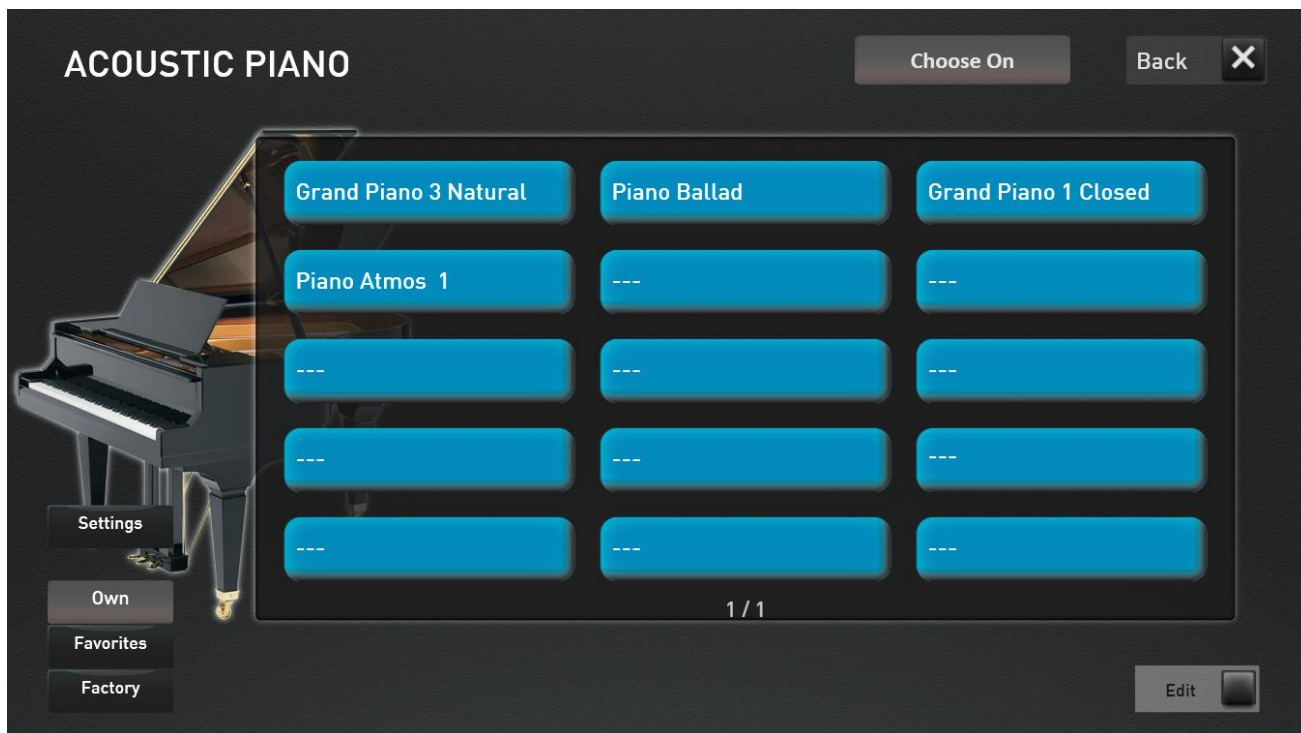 ACOUSTIC PIANO
Choose On
Back
Grand Piano 3 Natural
Piano Ballad
Grand Piano 1 Closed
Piano Atmos 1
---
---
---
---
---
---
---
---
---
---
---
1 / 1
Settings
Own
Favorites
Factory
Edit